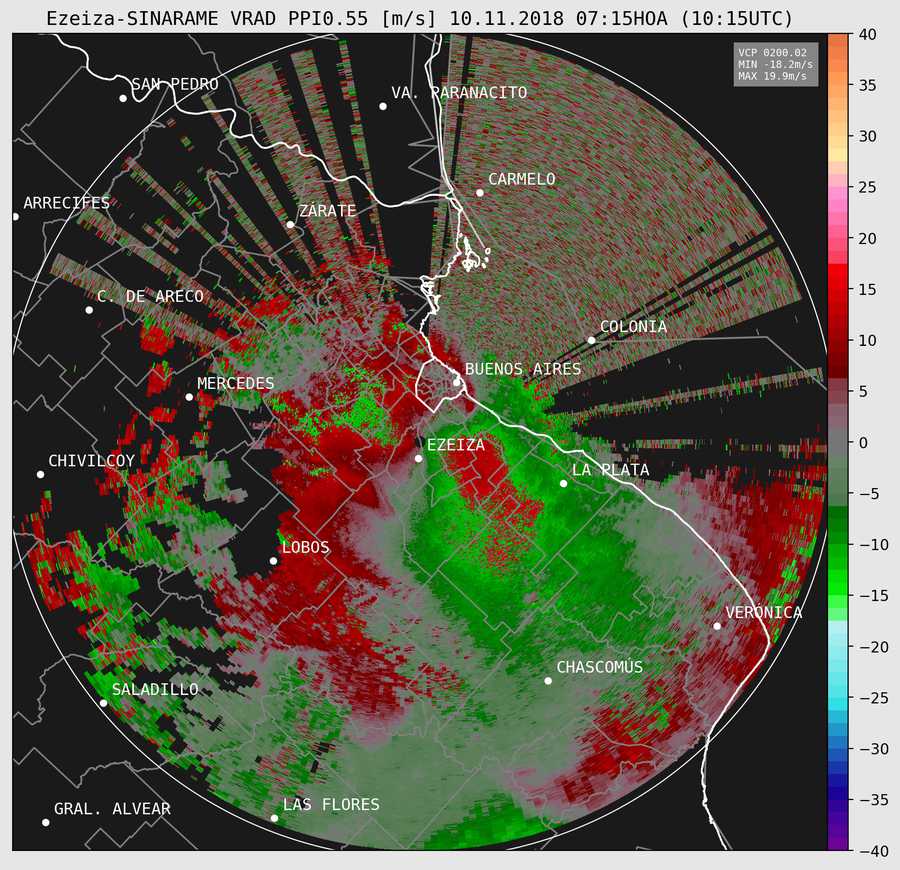 Ezeiza-SINARAME VRAD PPI0.55 [m/s] 10.11.2018 07:15HOA (10:15UTC)
VCP 0200.02
MIN -18.2m/s
MAX 19.9m/s
SAN PEDRO
VA. PARANACITO
CARMELO
ARRECIFES
ZÁRATE
C. DE ARECO
COLONIA
BUENOS AIRES
MERCEDES
EZEIZA
CHIVILCOY
LA PLATA
LOBOS
VERÓNICA
CHASCOMÚS
SALADILLO
LAS FLORES
GRAL. ALVEAR
40
35
30
25
20
15
10
5
0
−5
−10
−15
−20
−25
−30
−35
−40